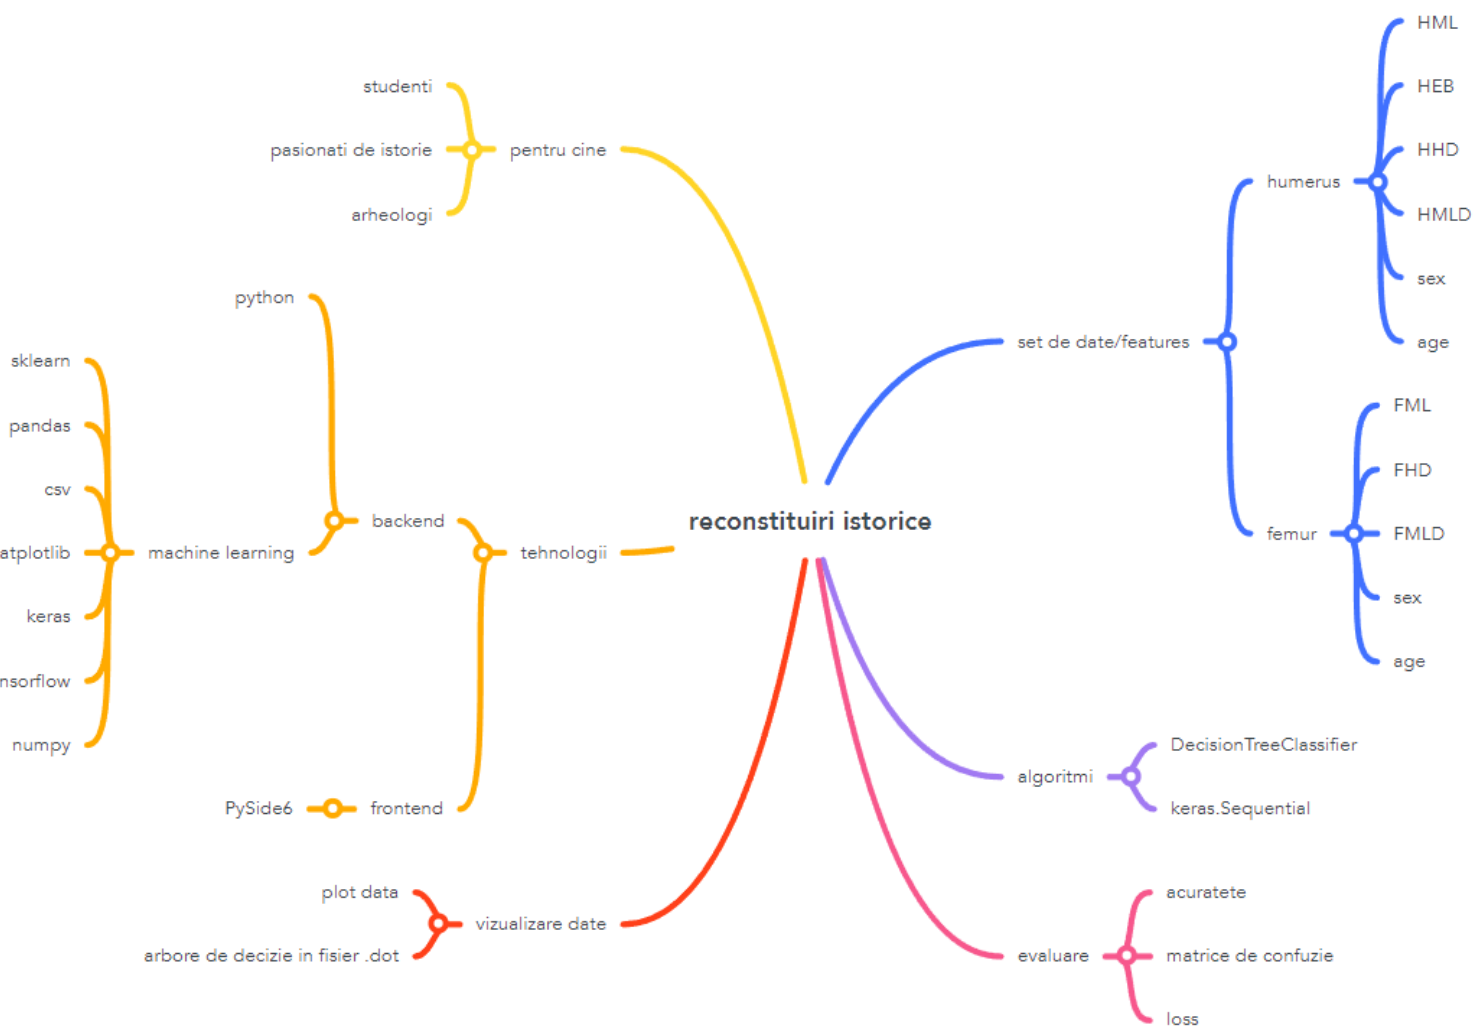 reconstituiri istorice
pentru cine
studenti
pasionati de istorie
arheologi
tehnologii
backend
python
machine learning
sklearn
pandas
csv
atplotlib
keras
nsorflow
numpy
frontend
PySide6
vizualizare date
plot data
arbore de decizie in fisier .dot
set de date/features
humerus
HML
HEB
HHD
HMLD
sex
age
femur
FML
FHD
FMLD
sex
age
algoritmi
DecisionTreeClassifier
keras.Sequential
evaluare
acuratete
matrice de confuzie
loss